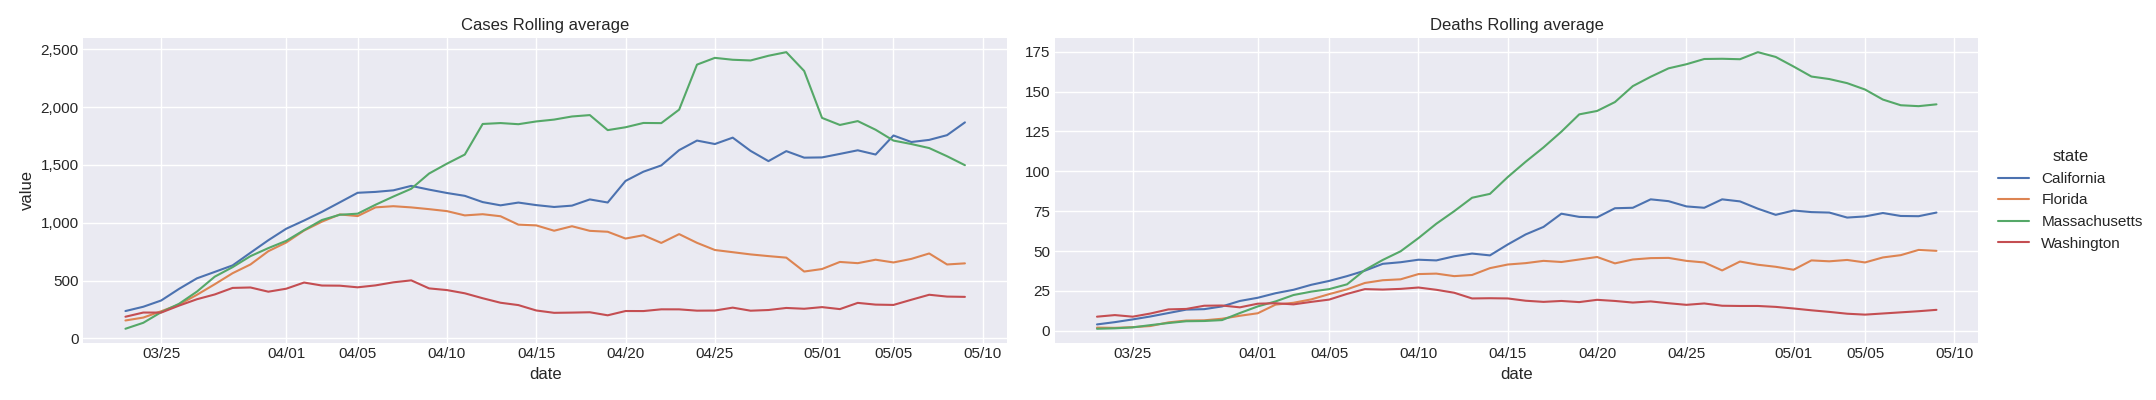 Cases Rolling average
2,500
2,000
1,500
1,000
500
0
value
03/25 04/01 04/05 04/10 04/15 04/20 04/25 05/01 05/05 05/10
date
Deaths Rolling average
175
150
125
100
75
50
25
0
03/25 04/01 04/05 04/10 04/15 04/20 04/25 05/01 05/05 05/10
date
state
California
Florida
Massachusetts
Washington